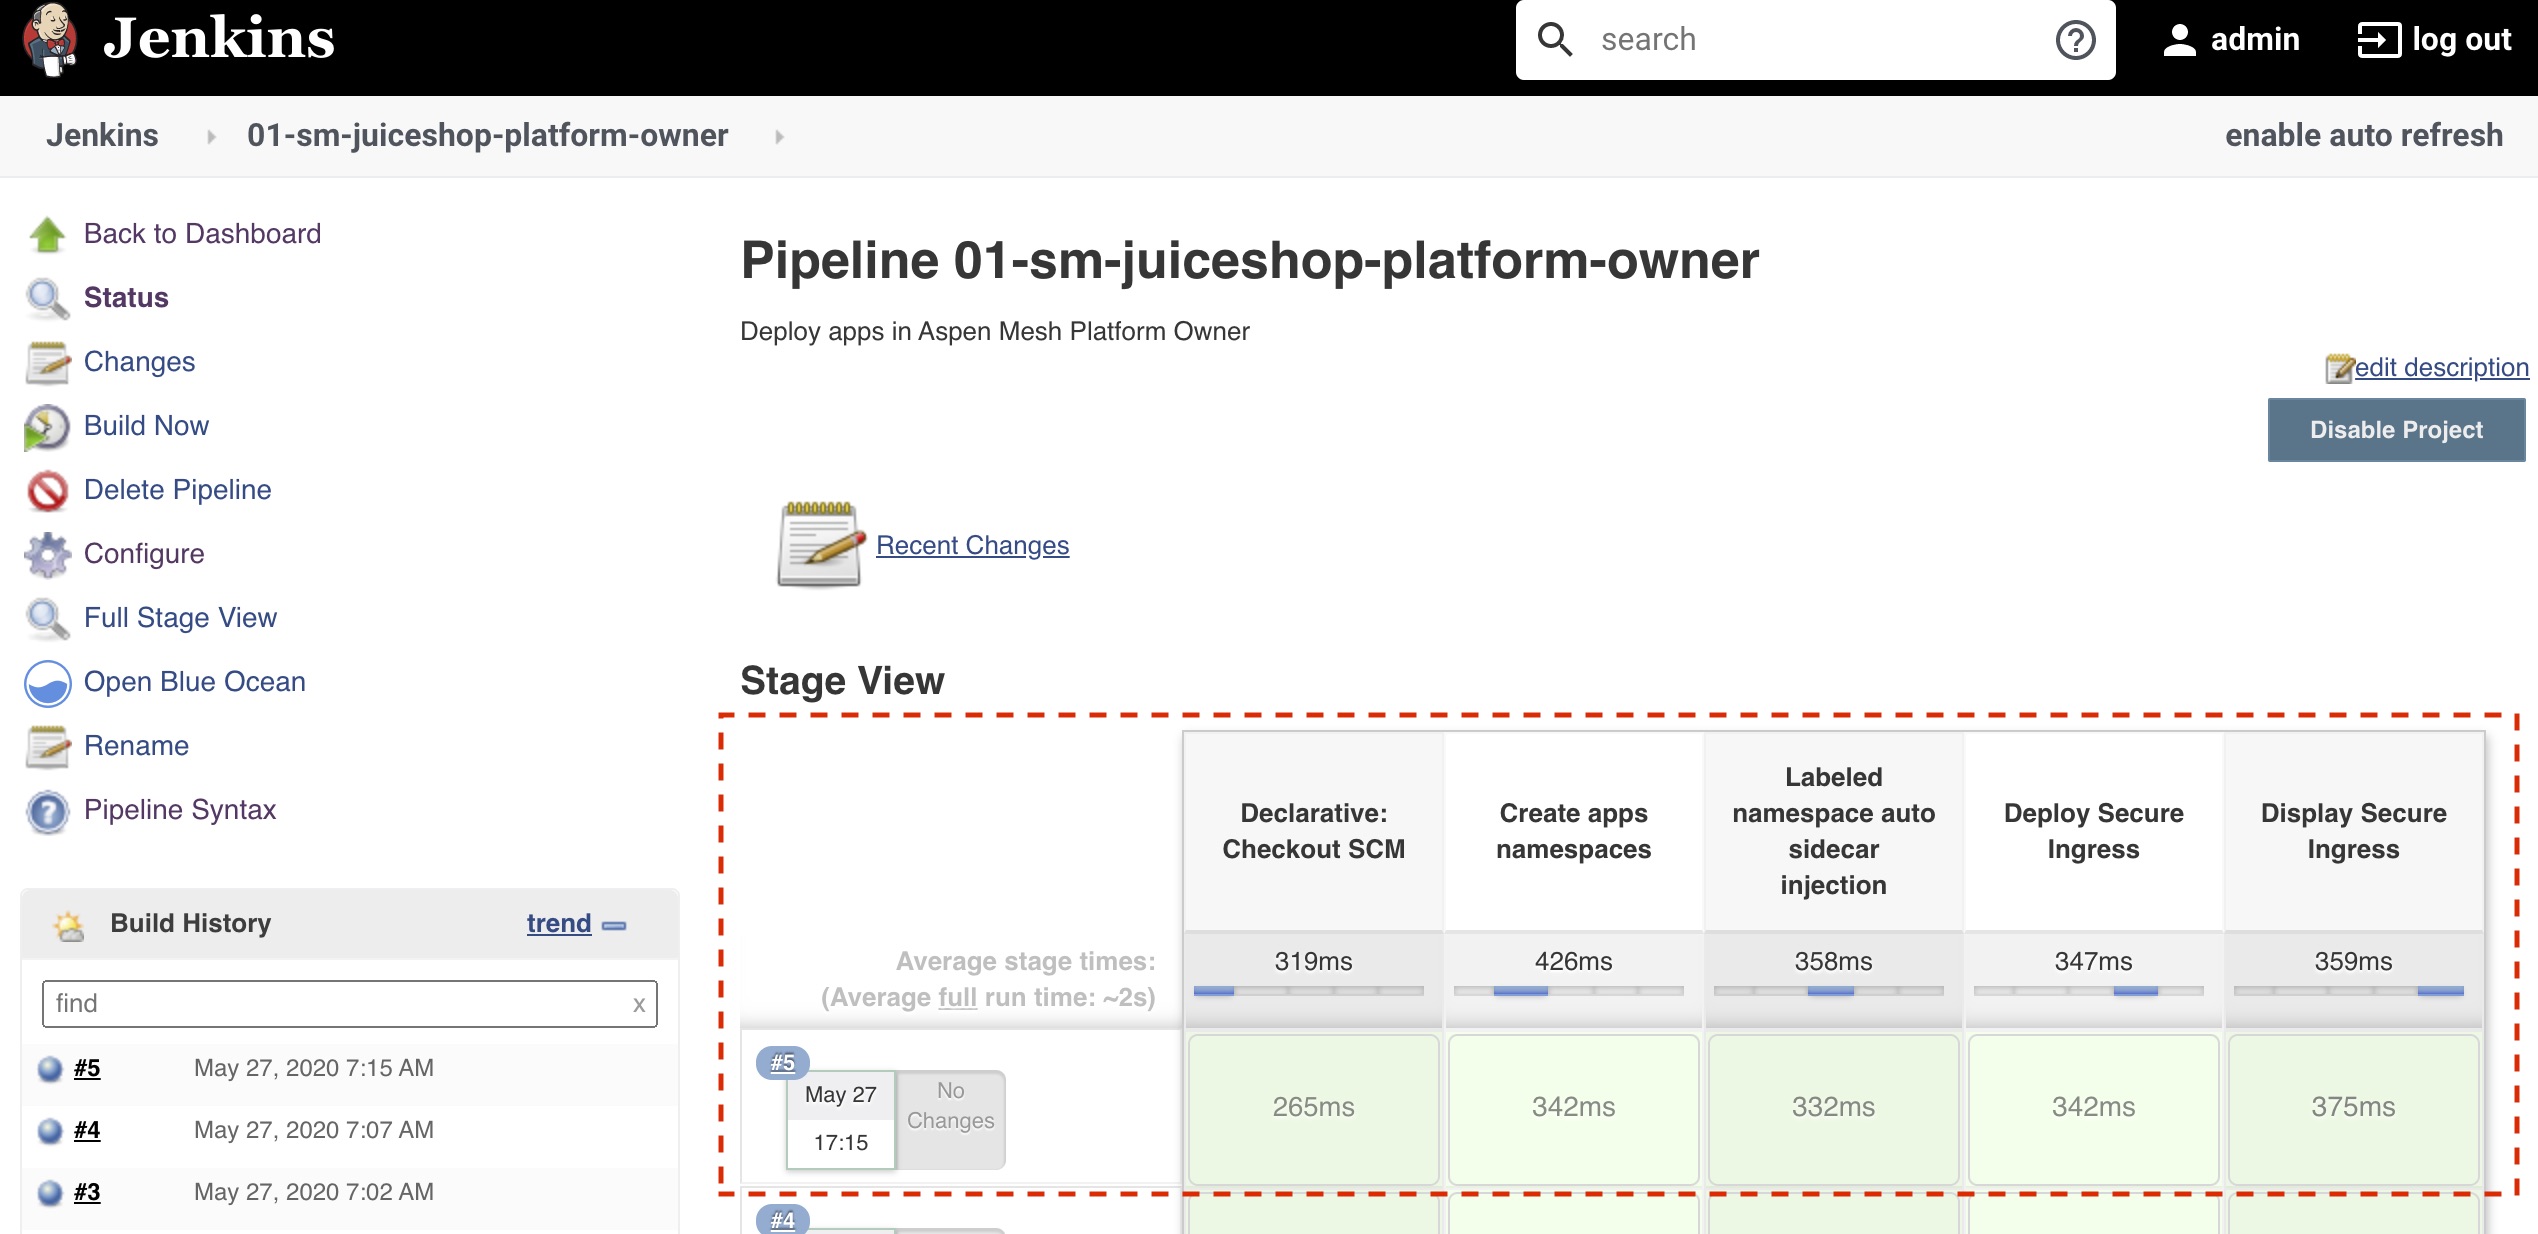 Jenkins
search
admin
log out
Jenkins
01-sm-juiceshop-platform-owner
enable auto refresh
Back to Dashboard
Status
Changes
Build Now
Delete Pipeline
Configure
Full Stage View
Open Blue Ocean
Rename
Pipeline Syntax
Build History
trend
find
x
#5 May 27, 2020 7:15 AM
#4 May 27, 2020 7:07 AM
#3 May 27, 2020 7:02 AM
Pipeline 01-sm-juiceshop-platform-owner
Deploy apps in Aspen Mesh Platform Owner
edit description
Disable Project
Recent Changes
Stage View
Declarative:
Checkout SCM
Create apps
namespaces
Labeled
namespace auto
sidecar
injection
Deploy Secure
Ingress
Display Secure
Ingress
Average stage times:
(Average full run time: ~2s)
319ms
426ms
358ms
347ms
359ms
#5
May 27
17:15
No
Changes
265ms
342ms
332ms
342ms
375ms
#4